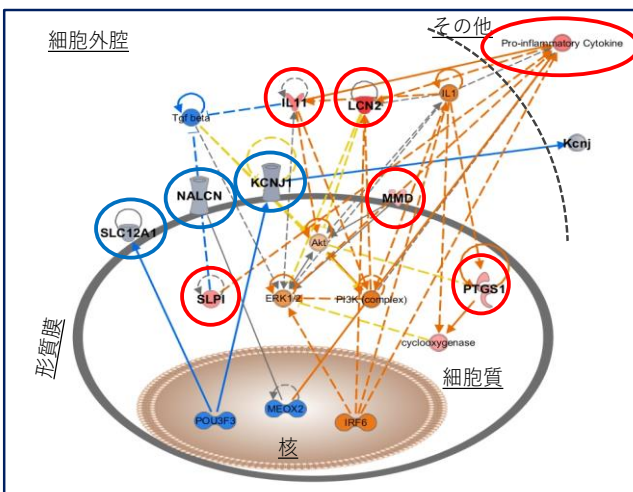 細胞外腔
その他
Pro-inflammatory Cytokine
IL11
LCN2
IL1
Tgf beta
Kcnj
KCNJ1
NALCN
MMD
SLC12A1
Akt
SLPI
ERK1/2
PI3K (complex)
PTGS1
cyclooxygenase
形質膜
細胞質
POU3F3
MEOX2
IRF6
核